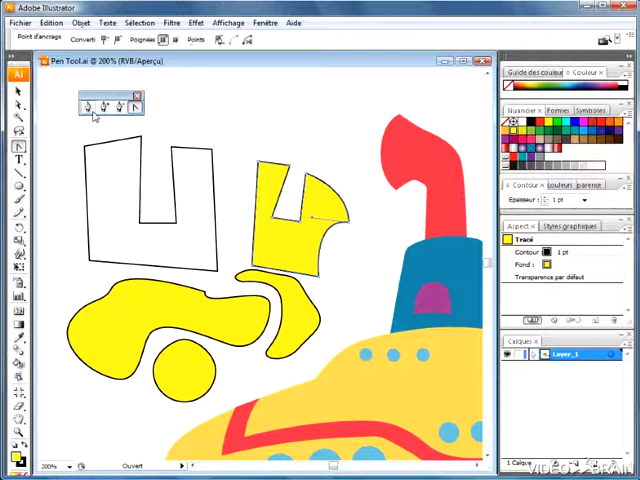 Adobe Illustrator
Fichier Edition Objet Texte Sélection Filtre Effet Affichage Fenêtre Aide
Point d'ancrage Converti Poignées Points
Pen Tool.ai @ 200% (RVB/Aperçu)
Guide des couleur Couleur
Nuancier Formes Symboles
Contour couleurs parence
Epaisseur : 1 pt
Aspect Styles graphiques
Tracé
Contour : 1 pt
Fond :
Transparence par défaut
Calques
Layer_1
200% Ouvert
1 Calque
VIDEO2BRAIN
Ai